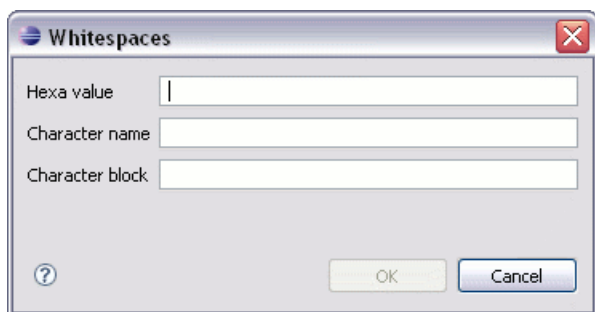 Whitespaces
Hexa value
Character name
Character block
?
OK
Cancel